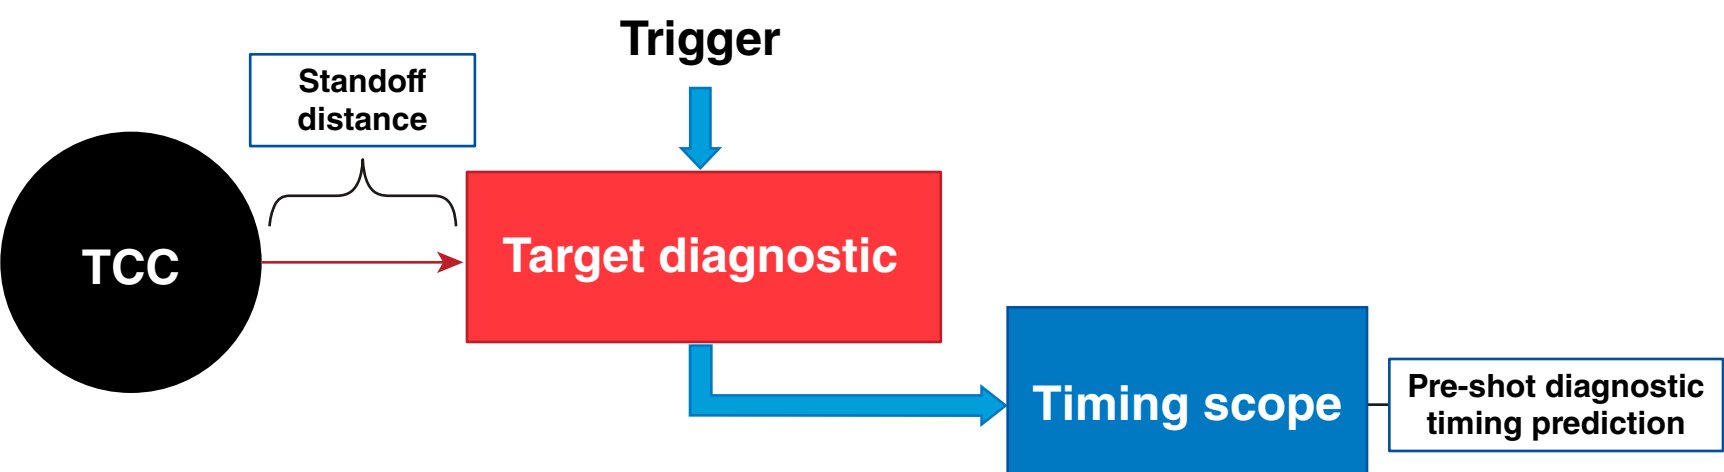 Trigger
Standoff
distance
TCC
Target diagnostic
Timing scope
Pre-shot diagnostic
timing prediction